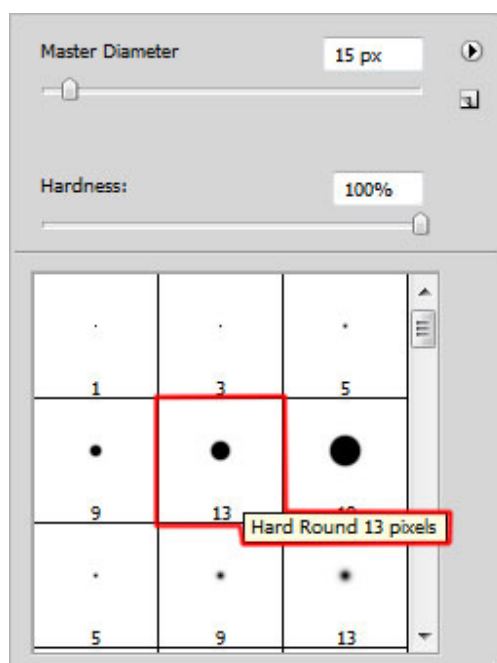 Master Diameter 15 px
Hardness: 100%
1 3 5
9 13
Hard Round 13 pixels
5 9 13